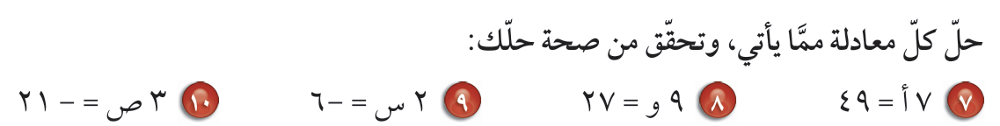 حلّ كلّ معادلة ممَّا يأتي، وتحقّق من صحة حلّك:
٧ ٧ أ = ٤٩ ٨ ٩ و = ٢٧ ٩ ٢ س = −٦ ١٠ ٣ ص = − ٢١